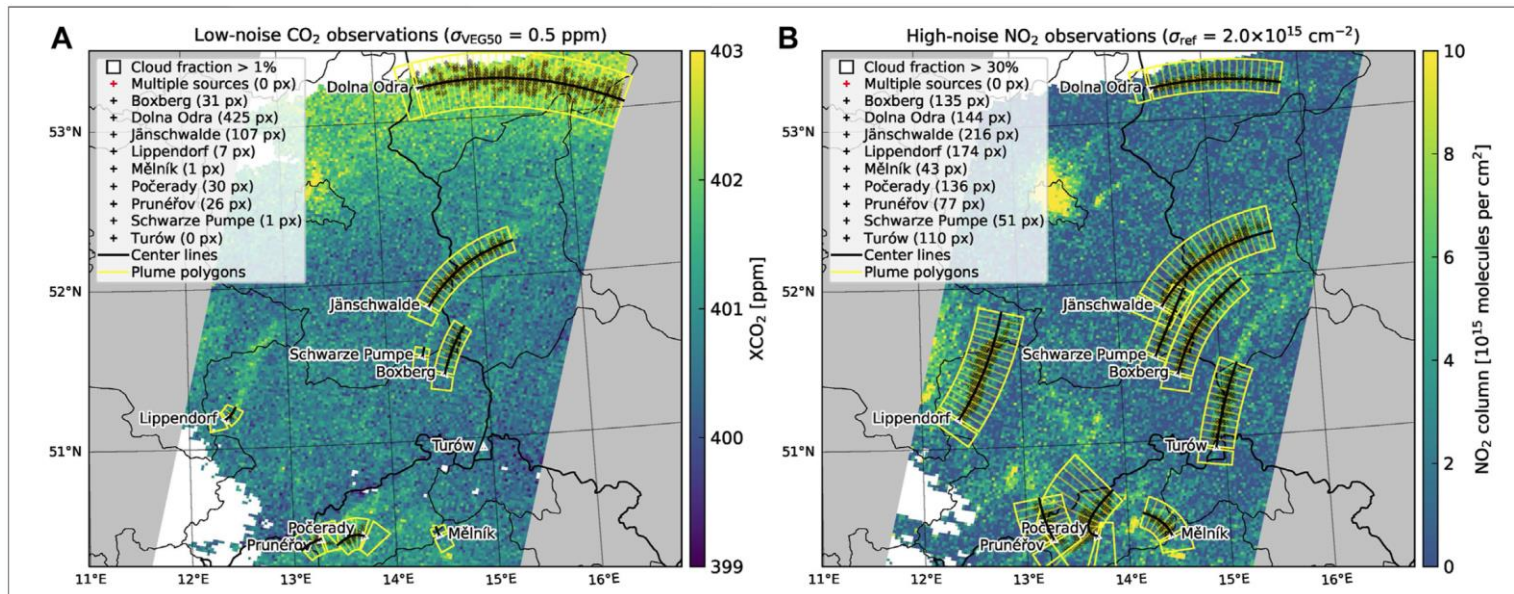 A
Low-noise CO₂ observations (σVEG50 = 0.5 ppm)
Cloud fraction > 1%
Multiple sources (0 px)
Boxberg (31 px)
Dolna Odra (425 px)
Jänschwalde (107 px)
Lippendorf (7 px)
Mělník (1 px)
Počerady (30 px)
Prunéřov (26 px)
Schwarze Pumpe (1 px)
Turów (0 px)
Center lines
Plume polygons
Dolna Odra
Jänschwalde
Schwarze Pumpe
Boxberg
Lippendorf
Turów
Počerady
Prunéřov
Mělník
53°N
52°N
51°N
11°E
12°E
13°E
14°E
15°E
16°E
403
402
401
400
399
XCO₂ [ppm]
B
High-noise NO₂ observations (σref = 2.0×10¹⁵ cm⁻²)
Cloud fraction > 30%
Multiple sources (0 px)
Boxberg (135 px)
Dolna Odra (144 px)
Jänschwalde (216 px)
Lippendorf (174 px)
Mělník (43 px)
Počerady (136 px)
Prunéřov (77 px)
Schwarze Pumpe (51 px)
Turów (110 px)
Center lines
Plume polygons
Dolna Odra
Jänschwalde
Schwarze Pumpe
Boxberg
Lippendorf
Turów
Počerady
Prunéřov
Mělník
53°N
52°N
51°N
11°E
12°E
13°E
14°E
15°E
16°E
10
8
6
4
2
0
NO₂ column [10¹⁵ molecules per cm²]